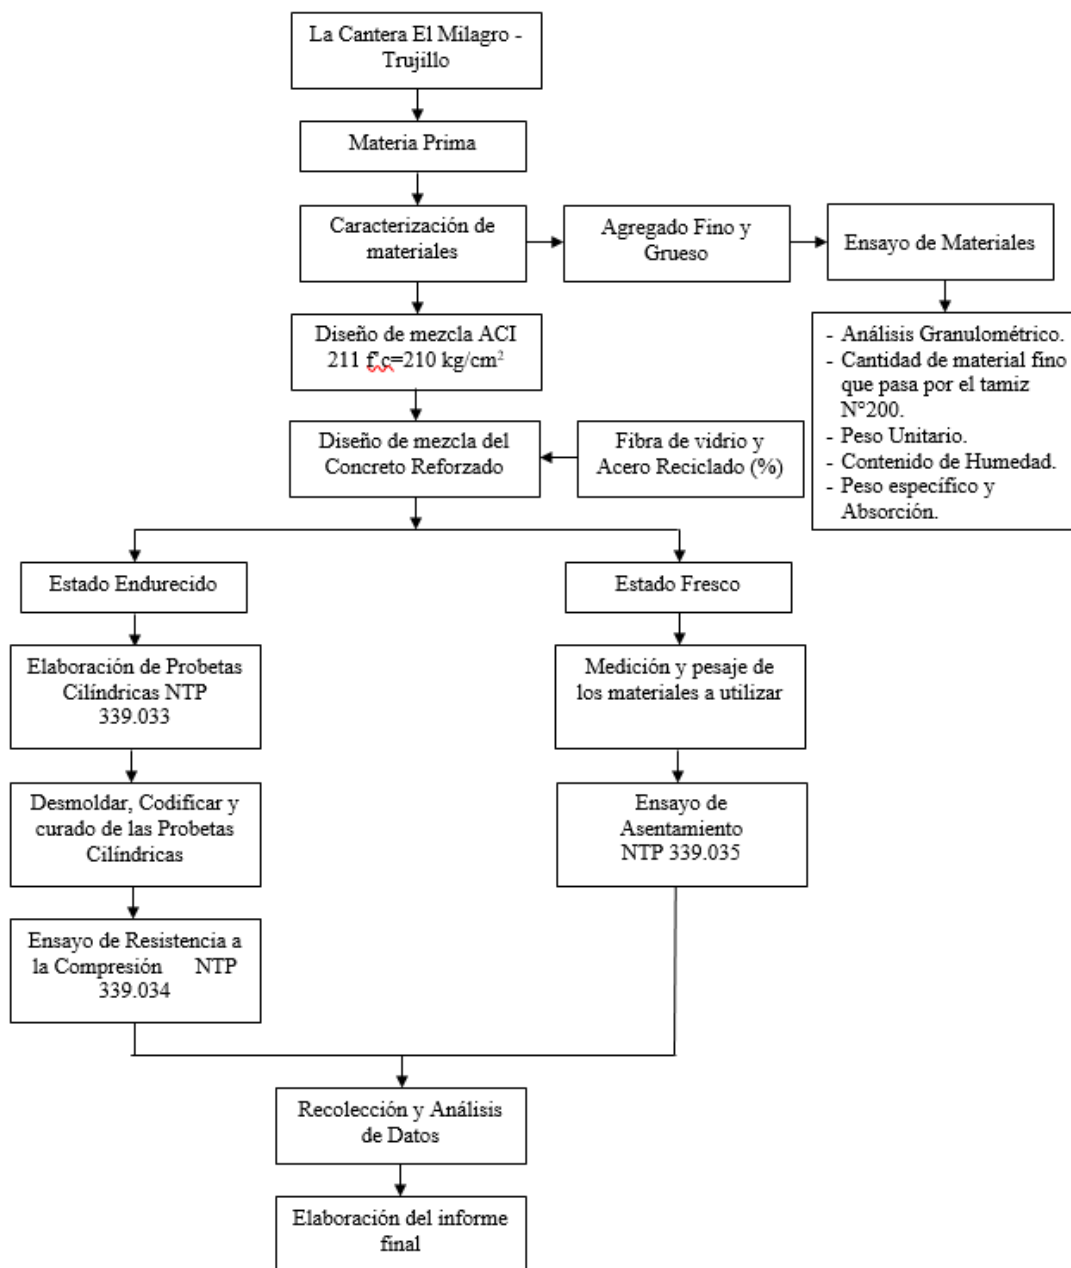 La Cantera El Milagro -
Trujillo
Materia Prima
Caracterización de
materiales
Agregado Fino y
Grueso
Ensayo de Materiales
- Análisis Granulométrico.
- Cantidad de material fino
que pasa por el tamiz
N°200.
- Peso Unitario.
- Contenido de Humedad.
- Peso específico y
Absorción.
Diseño de mezcla ACI
211 f'c=210 kg/cm²
Diseño de mezcla del
Concreto Reforzado
Fibra de vidrio y
Acero Reciclado (%)
Estado Endurecido
Estado Fresco
Elaboración de Probetas
Cilíndricas NTP
339.033
Medición y pesaje de
los materiales a utilizar
Desmoldar, Codificar y
curado de las Probetas
Cilíndricas
Ensayo de
Asentamiento
NTP 339.035
Ensayo de Resistencia a
la Compresión NTP
339.034
Recolección y Análisis
de Datos
Elaboración del informe
final